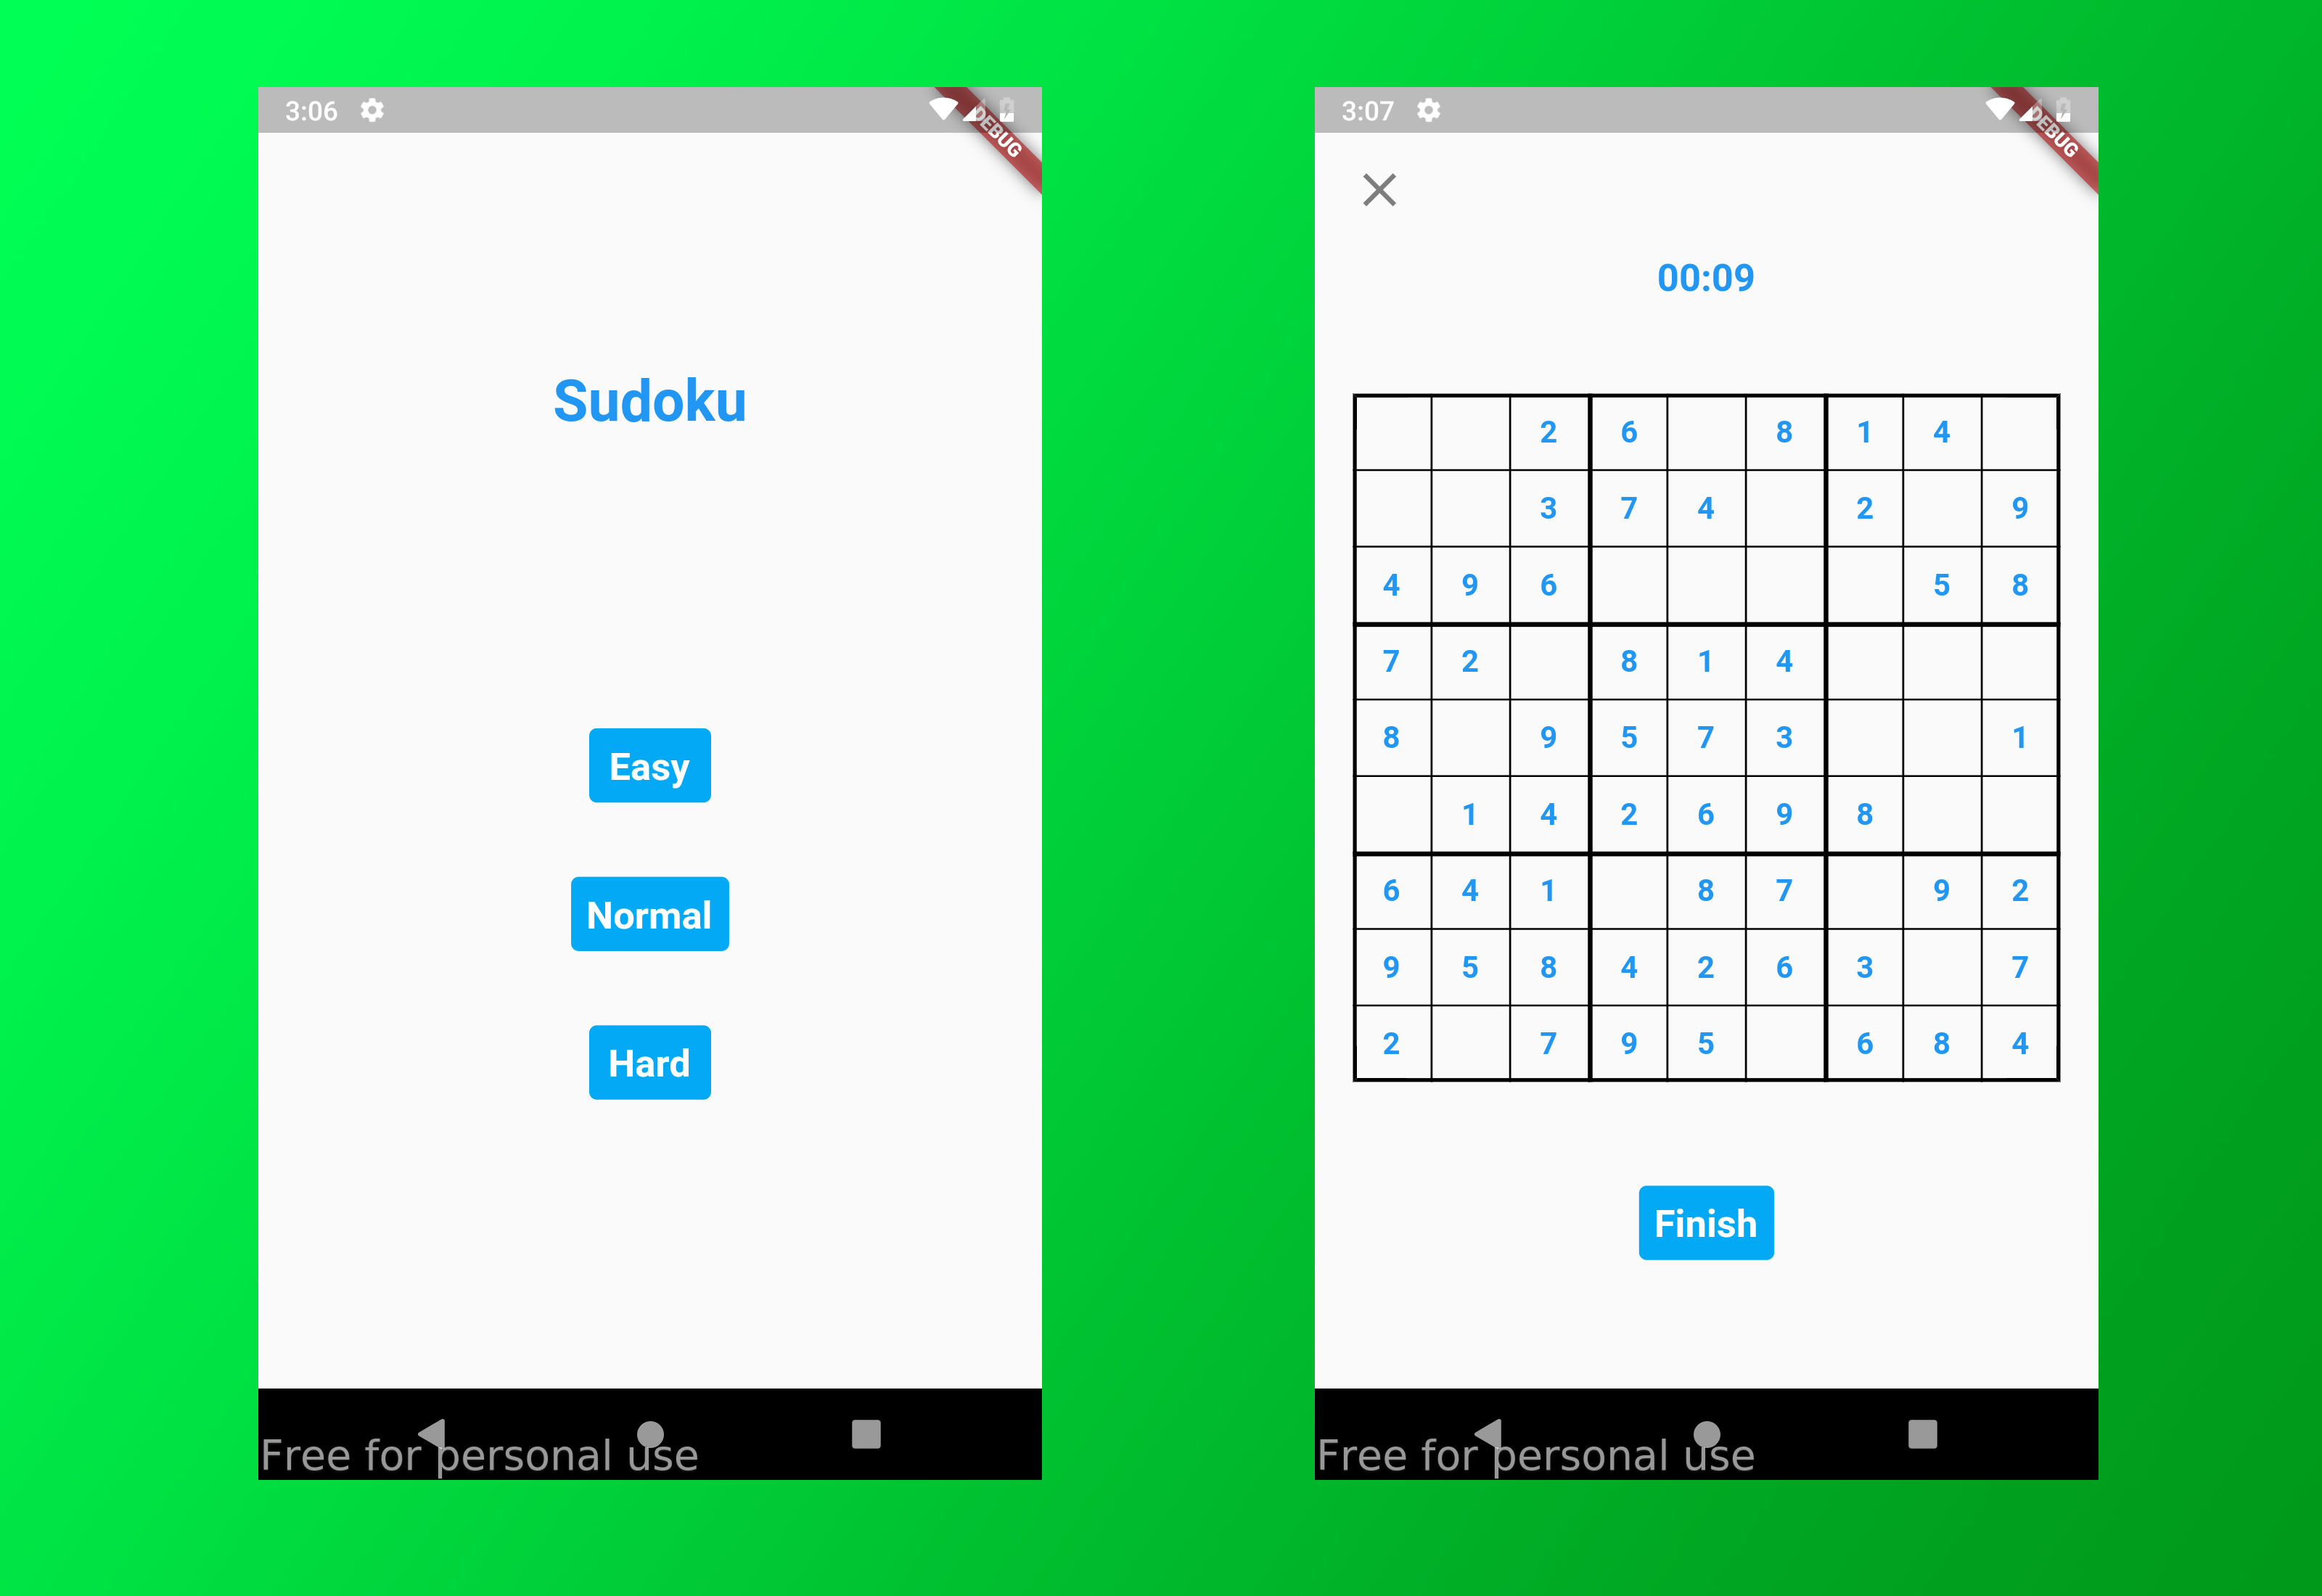 3:06
DEBUG
Sudoku
Easy
Normal
Hard
Free for personal use
3:07
DEBUG
00:09
2 6 8 1 4
3 7 4 2 9
4 9 6 5 8
7 2 8 1 4
8 9 5 7 3 1
1 4 2 6 9 8
6 4 1 8 7 9 2
9 5 8 4 2 6 3 7
2 7 9 5 6 8 4
Finish
Free for personal use